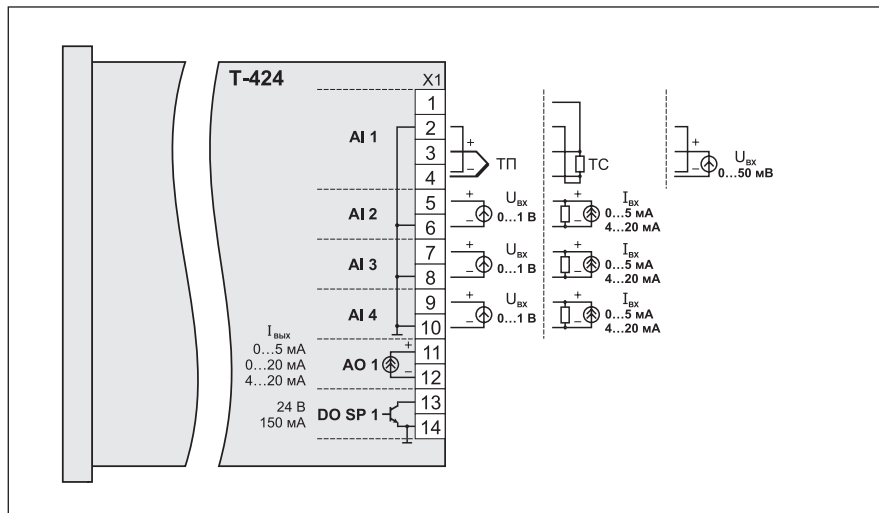 T-424
X1
AI 1
1
2
3
4
+
–
ТП
ТС
+
–
Uвх
0...50 мВ
AI 2
5
6
+
–
Uвх
0...1 В
+
–
Iвх
0...5 мА
4...20 мА
AI 3
7
8
+
–
Uвх
0...1 В
+
–
Iвх
0...5 мА
4...20 мА
AI 4
9
10
+
–
Uвх
0...1 В
+
–
Iвх
0...5 мА
4...20 мА
Iвых
0...5 мА
0...20 мА
4...20 мА
AO 1
+
–
11
12
24 В
150 мА
DO SP 1
13
14